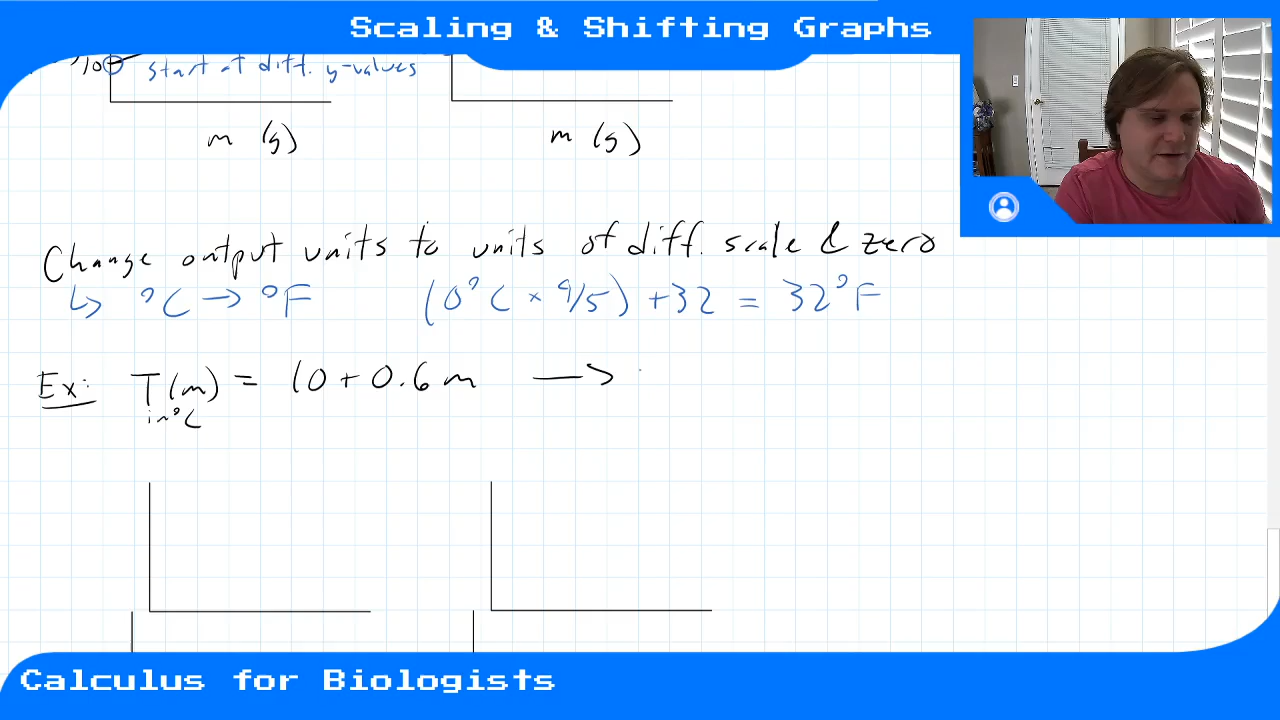 Scaling & Shifting Graphs
10 start at diff. y-values
m (g) m (g)
Change output units to units of diff. scale & zero
↳ °C → °F (0°C × 9/5) + 32 = 32°F
Ex: T(m) = 10 + 0.6m →
in °C
Calculus for Biologists